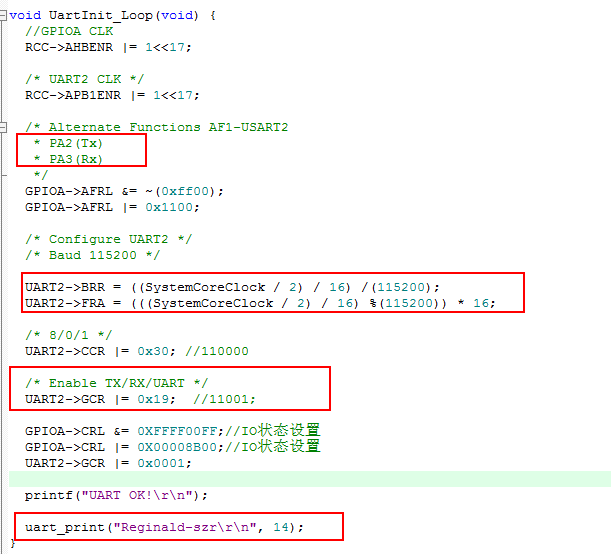 void UartInit_Loop(void) {
//GPIOA CLK
RCC->AHBENR |= 1<<17;
/* UART2 CLK */
RCC->APB1ENR |= 1<<17;
/* Alternate Functions AF1-USART2
* PA2(Tx)
* PA3(Rx)
*/
GPIOA->AFRL &= ~(0xff00);
GPIOA->AFRL |= 0x1100;
/* Configure UART2 */
/* Baud 115200 */
UART2->BRR = ((SystemCoreClock / 2) / 16) /(115200);
UART2->FRA = (((SystemCoreClock / 2) / 16) %(115200)) * 16;
/* 8/0/1 */
UART2->CCR |= 0x30; //110000
/* Enable TX/RX/UART */
UART2->GCR |= 0x19; //11001;
GPIOA->CRL &= 0XFFFF00FF;//IO状态设置
GPIOA->CRL |= 0X00008B00;//IO状态设置
UART2->GCR |= 0x0001;
printf("UART OK!\r\n");
uart_print("Reginald-szr\r\n", 14);
}